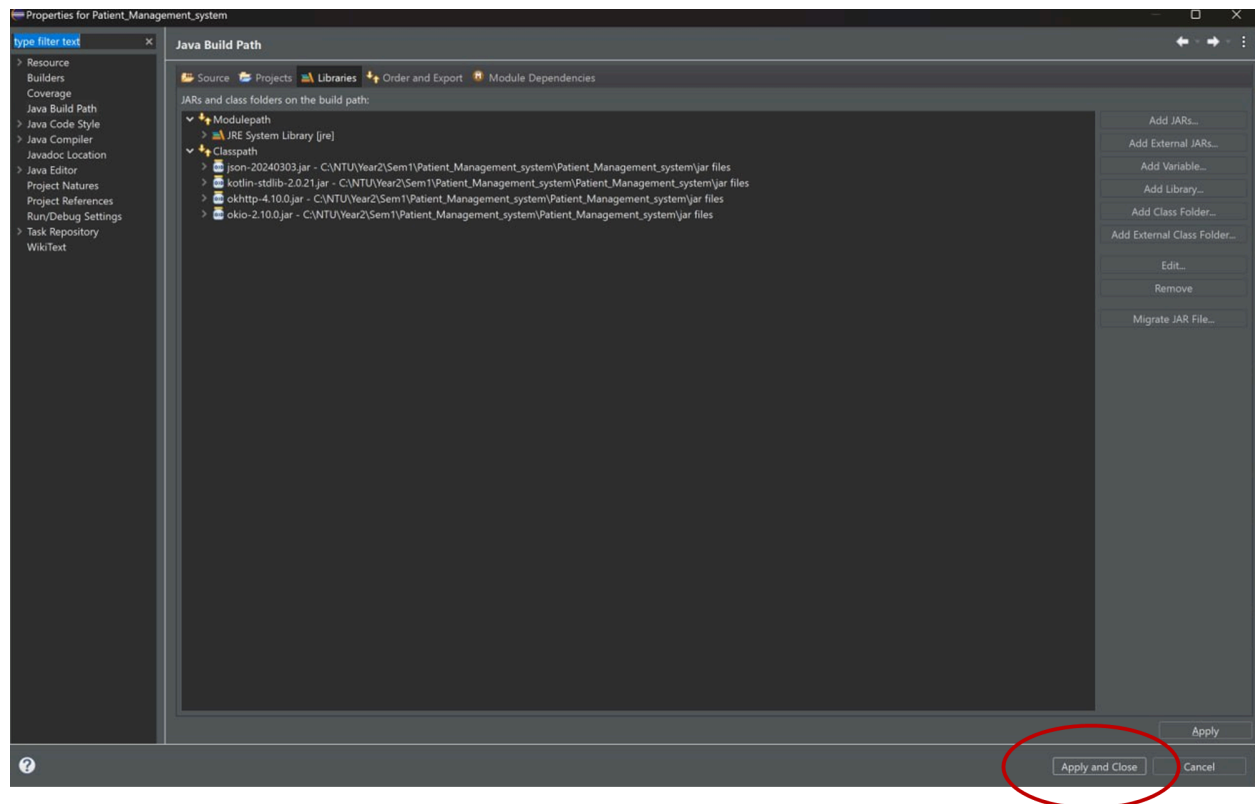 Properties for Patient_Management_system
type filter text
Resource
Builders
Coverage
Java Build Path
Java Code Style
Java Compiler
Javadoc Location
Java Editor
Project Natures
Project References
Run/Debug Settings
Task Repository
WikiText
Java Build Path
Source Projects Libraries Order and Export Module Dependencies
JARs and class folders on the build path:
Modulepath
JRE System Library [jre]
Classpath
json-20240303.jar - C:\NTU\Year2\Sem1\Patient_Management_system\Patient_Management_system\jar files
kotlin-stdlib-2.0.21.jar - C:\NTU\Year2\Sem1\Patient_Management_system\Patient_Management_system\jar files
okhttp-4.10.0.jar - C:\NTU\Year2\Sem1\Patient_Management_system\Patient_Management_system\jar files
okio-2.10.0.jar - C:\NTU\Year2\Sem1\Patient_Management_system\Patient_Management_system\jar files
Add JARs...
Add External JARs...
Add Variable...
Add Library...
Add Class Folder...
Add External Class Folder...
Edit...
Remove
Migrate JAR File...
Apply
Apply and Close Cancel